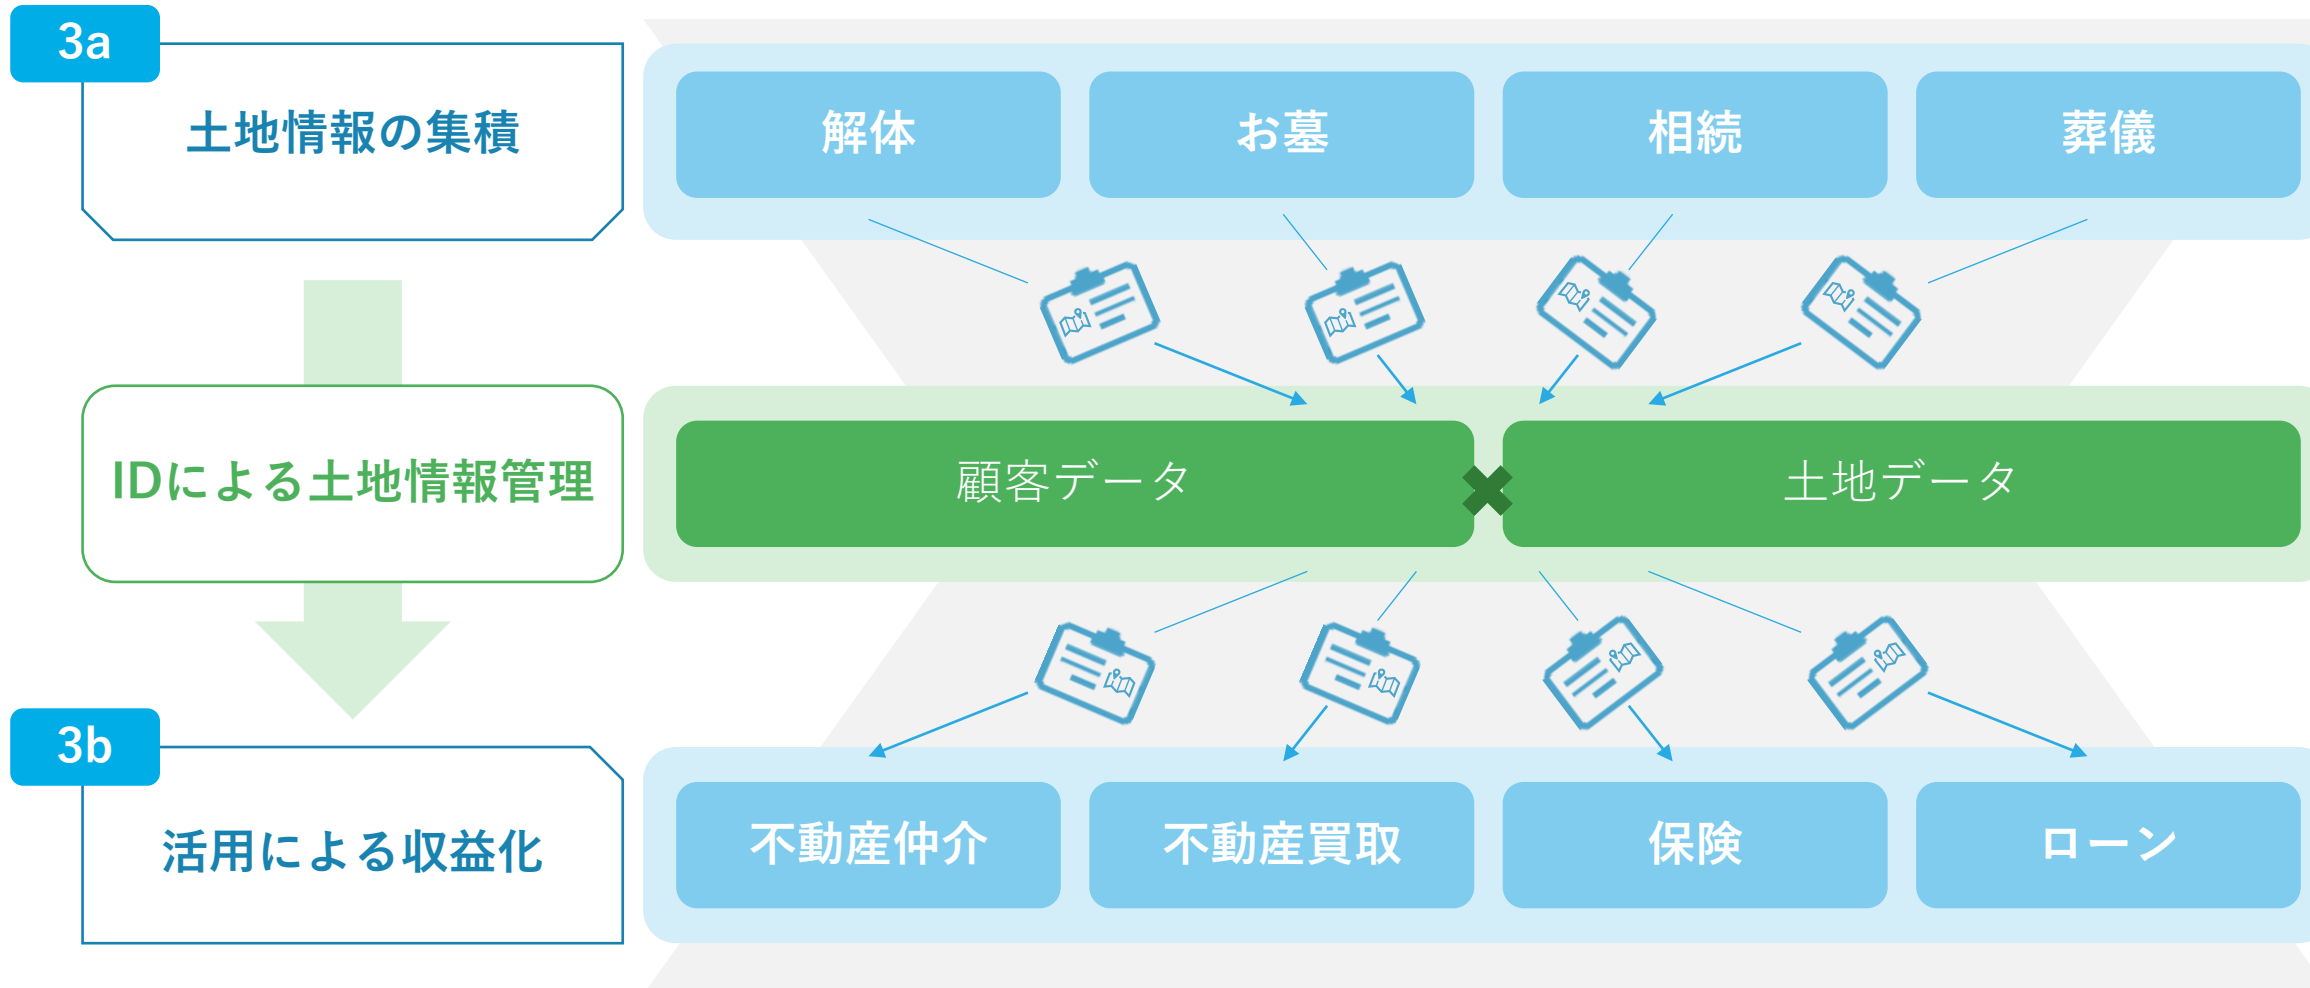 3a
土地情報の集積
解体
お墓
相続
葬儀
IDによる土地情報管理
顧客データ
土地データ
3b
活用による収益化
不動産仲介
不動産買取
保険
ローン